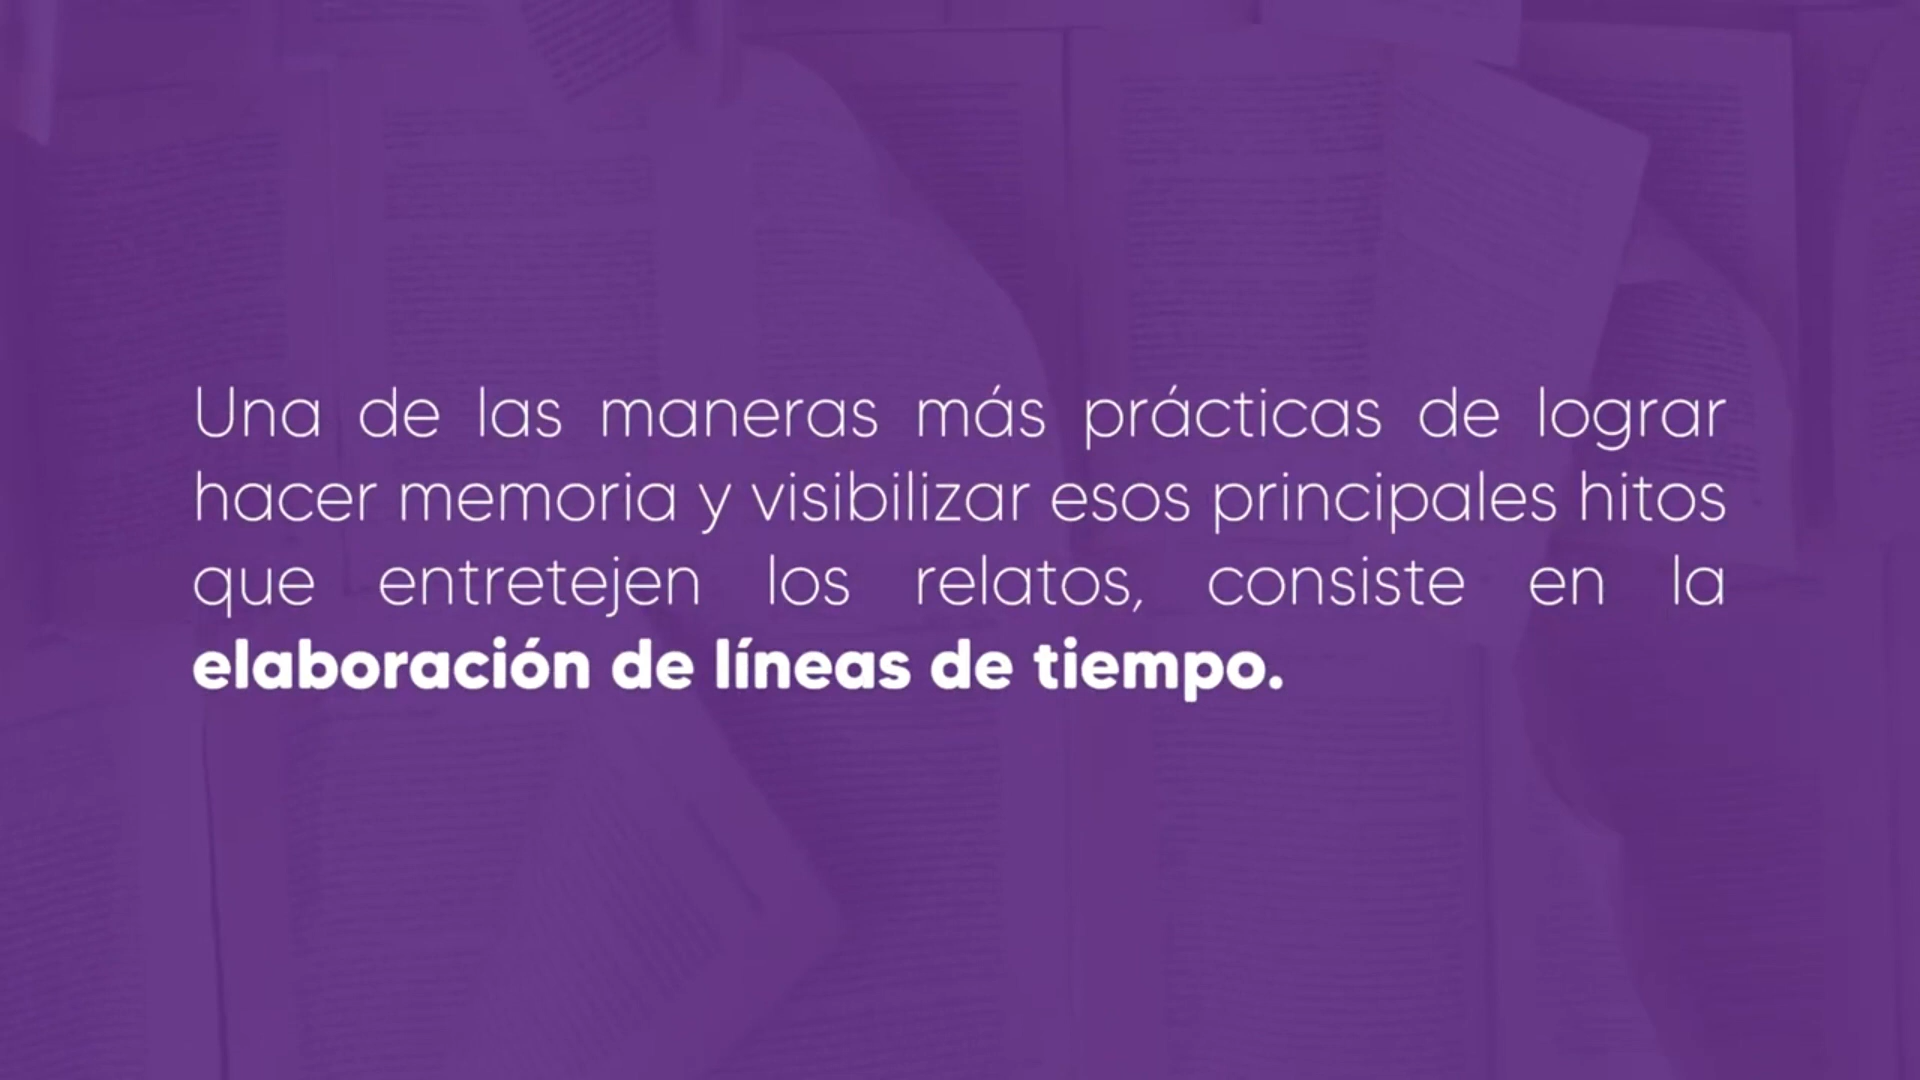 Una de las maneras más prácticas de lograr
hacer memoria y visibilizar esos principales hitos
que entretejen los relatos, consiste en la
elaboración de líneas de tiempo.